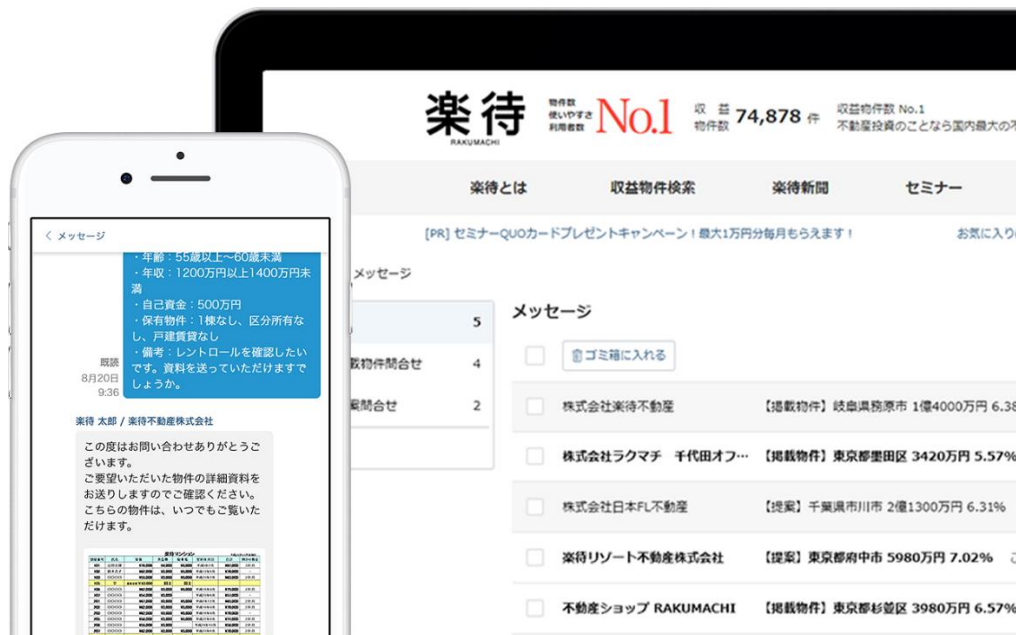 楽待
RAKUMACHI
物件数
使いやすさ
利用者数
No.1
収益
物件数
74,878 件
収益物件数 No.1
不動産投資のことなら国内最大の不
楽待とは
収益物件検索
楽待新聞
セミナー
[PR] セミナーQUOカードプレゼントキャンペーン！最大1万円分毎月もらえます！
お気に入り
メッセージ
5
載物件問合せ 4
案問合せ 2
メッセージ
ゴミ箱に入れる
株式会社楽待不動産 【掲載物件】岐阜県各務原市 1億4000万円 6.38
株式会社ラクマチ 千代田オフ… 【掲載物件】東京都墨田区 3420万円 5.57%
株式会社日本FL不動産 【提案】千葉県市川市 2億1300万円 6.31%
楽待リゾート不動産株式会社 【提案】東京都府中市 5980万円 7.02% こ
不動産ショップ RAKUMACHI 【掲載物件】東京都杉並区 3980万円 6.57%
メッセージ
・年齢：55歳以上～60歳未満
・年収：1200万円以上1400万円未
満
・自己資金：500万円
・保有物件：1棟なし、区分所有な
し、戸建賃貸なし
・備考：レントロールを確認したい
です。資料を送っていただけますで
しょうか。
既読
8月20日
9:36
楽待 太郎 / 楽待不動産株式会社
この度はお問い合わせありがとうご
ざいます。
ご要望いただいた物件の詳細資料を
お送りしますのでご確認ください。
こちらの物件は、いつでもご覧いた
だけます。
楽待マンション